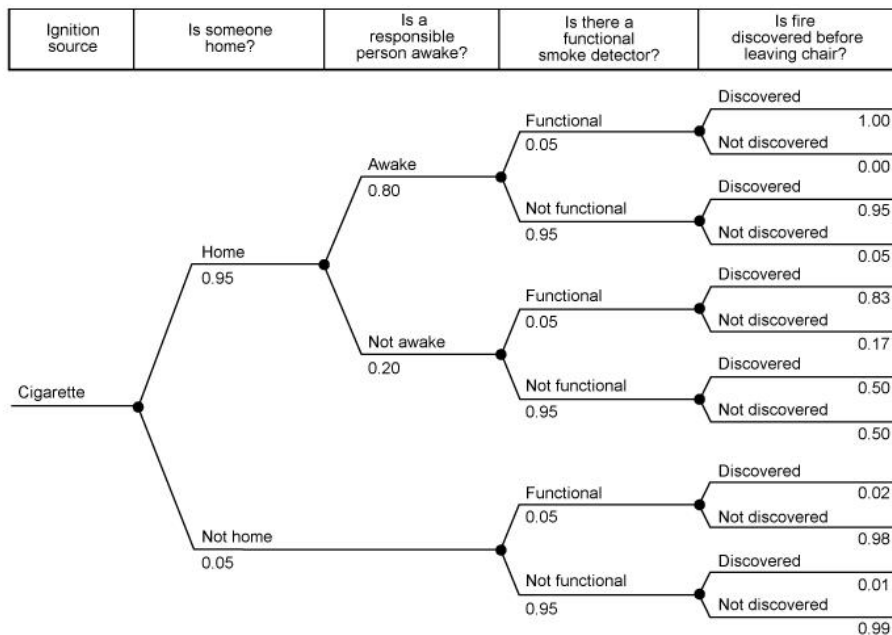 Ignition
source
Is someone
home?
Is a
responsible
person awake?
Is there a
functional
smoke detector?
Is fire
discovered before
leaving chair?
Discovered
1.00
Functional
0.05
Not discovered
0.00
Awake
0.80
Discovered
0.95
Not functional
0.95
Not discovered
0.05
Home
0.95
Discovered
0.83
Functional
0.05
Not discovered
0.17
Not awake
0.20
Discovered
0.50
Not functional
0.95
Not discovered
0.50
Cigarette
Discovered
0.02
Functional
0.05
Not discovered
0.98
Not home
0.05
Discovered
0.01
Not functional
0.95
Not discovered
0.99